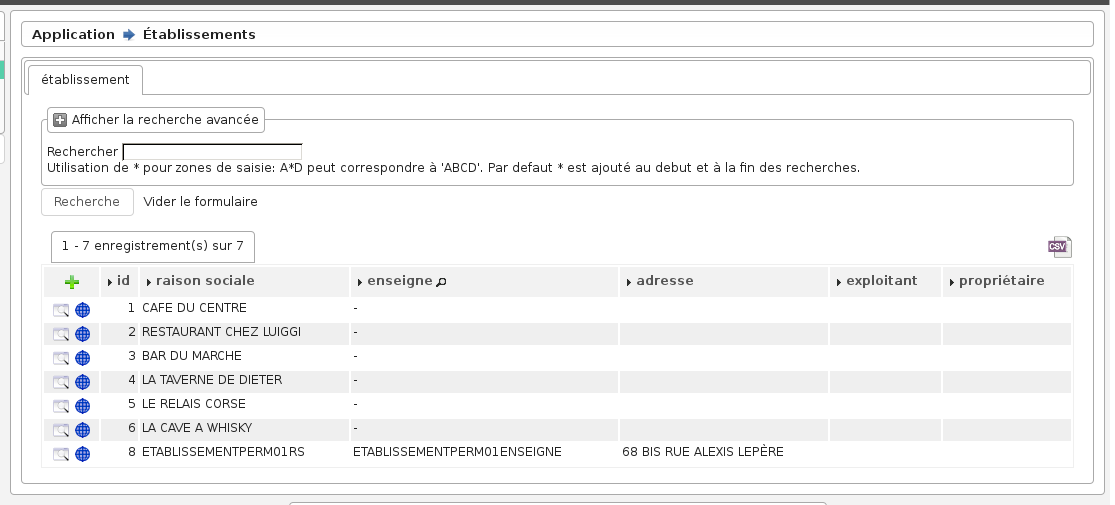 Application Établissements
établissement
Afficher la recherche avancée
Rechercher
Utilisation de * pour zones de saisie: A*D peut correspondre à 'ABCD'. Par defaut * est ajouté au debut et à la fin des recherches.
Recherche Vider le formulaire
1 - 7 enregistrement(s) sur 7
CSV
id raison sociale enseigne adresse exploitant propriétaire
1 CAFE DU CENTRE -
2 RESTAURANT CHEZ LUIGGI -
3 BAR DU MARCHE -
4 LA TAVERNE DE DIETER -
5 LE RELAIS CORSE -
6 LA CAVE A WHISKY -
8 ETABLISSEMENTPERM01RS ETABLISSEMENTPERM01ENSEIGNE 68 BIS RUE ALEXIS LEPÈRE